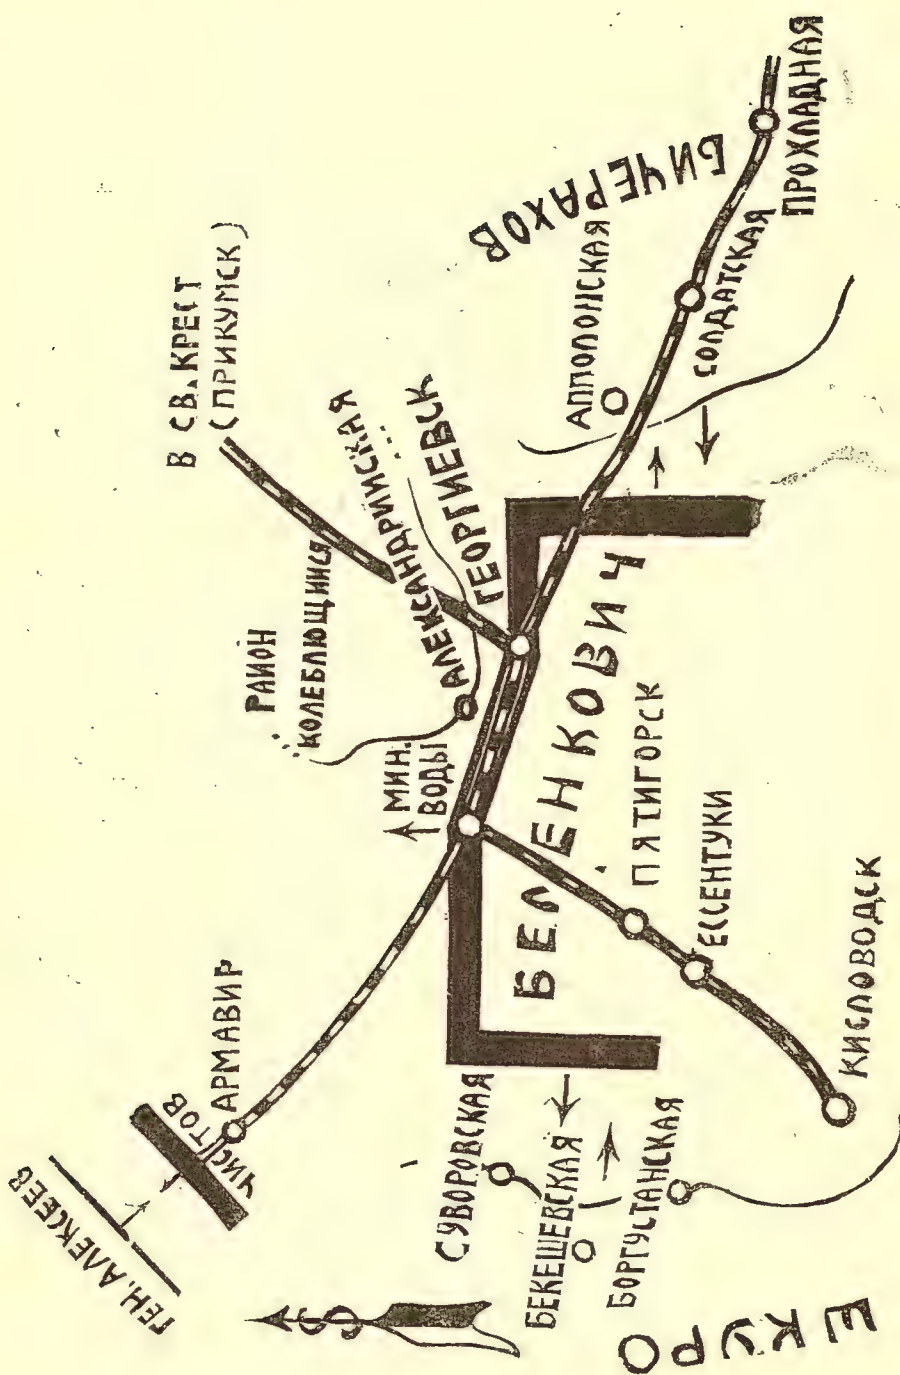 ГЕН. АЛЕКСЕЕВ
ЧИСТОВ
АРМАВИР
В СВ. КРЕСТ
(ПРИКУМСК)
РАЙОН
КОЛЕБЛЮЩИЙСЯ
АЛЕКСАНДРИЙСКАЯ
ГЕОРГИЕВСК
МИН.
ВОДЫ
БЕЛЕНКОВИЧ
ПЯТИГОРСК
ЕССЕНТУКИ
КИСЛОВОДСК
СУВОРОВСКАЯ
БЕКЕШЕВСКАЯ
БОРГУСТАНСКАЯ
ШКУРО
БИЧЕРАХОВ
АППОЛОНСКАЯ
СОЛДАТСКАЯ
ПРОХЛАДНАЯ